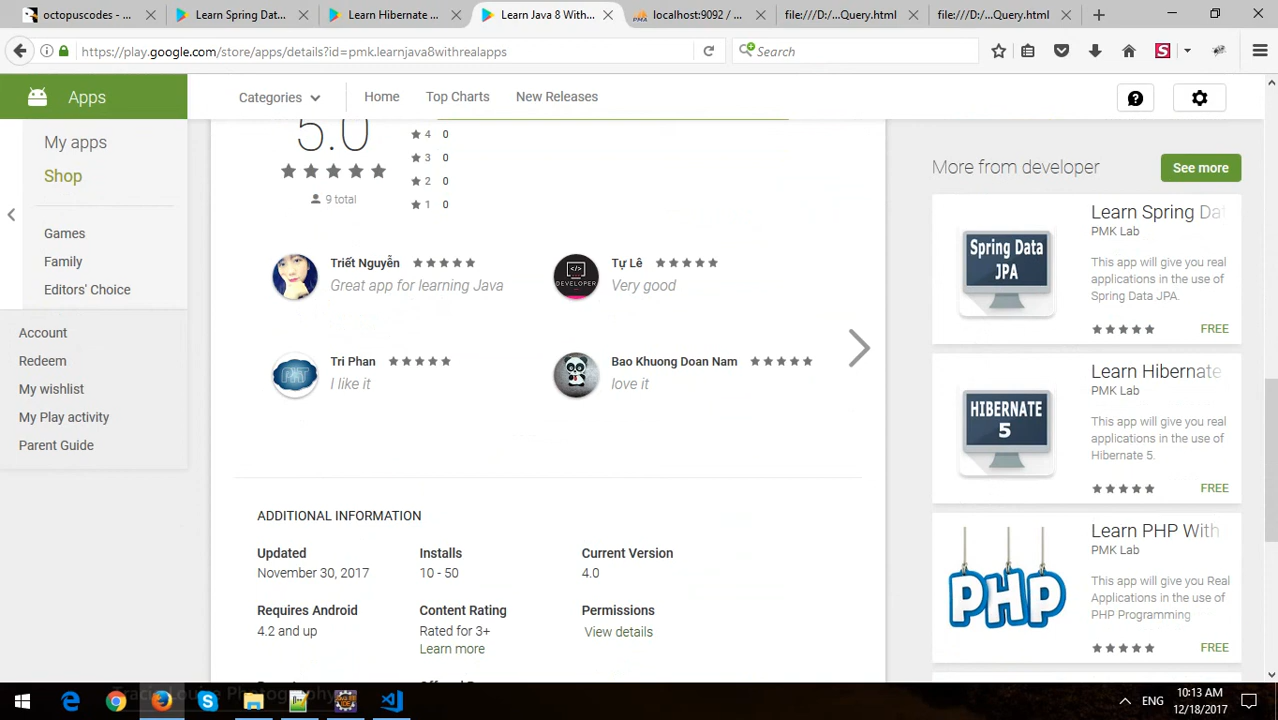 octopuscodes - ...
Learn Spring Dat...
Learn Hibernate ...
Learn Java 8 With...
localhost:9092 / ...
file:///D:/...Query.html
file:///D:/...Query.html
https://play.google.com/store/apps/details?id=pmk.learnjava8withrealapps
Search
Apps
Categories
Home
Top Charts
New Releases
My apps
Shop
Games
Family
Editors' Choice
Account
Redeem
My wishlist
My Play activity
Parent Guide
5.0
9 total
4 0
3 0
2 0
1 0
Triết Nguyễn
Great app for learning Java
Tự Lê
Very good
Tri Phan
I like it
Bao Khuong Doan Nam
love it
ADDITIONAL INFORMATION
Updated
November 30, 2017
Installs
10 - 50
Current Version
4.0
Requires Android
4.2 and up
Content Rating
Rated for 3+
Learn more
Permissions
View details
More from developer
See more
Spring Data
JPA
Learn Spring Dat
PMK Lab
This app will give you real
applications in the use of
Spring Data JPA.
FREE
HIBERNATE
5
Learn Hibernate
PMK Lab
This app will give you real
applications in the use of
Hibernate 5.
FREE
PHP
Learn PHP With
PMK Lab
This app will give you Real
Applications in the use of
PHP Programming
FREE
ENG
10:13 AM
12/18/2017